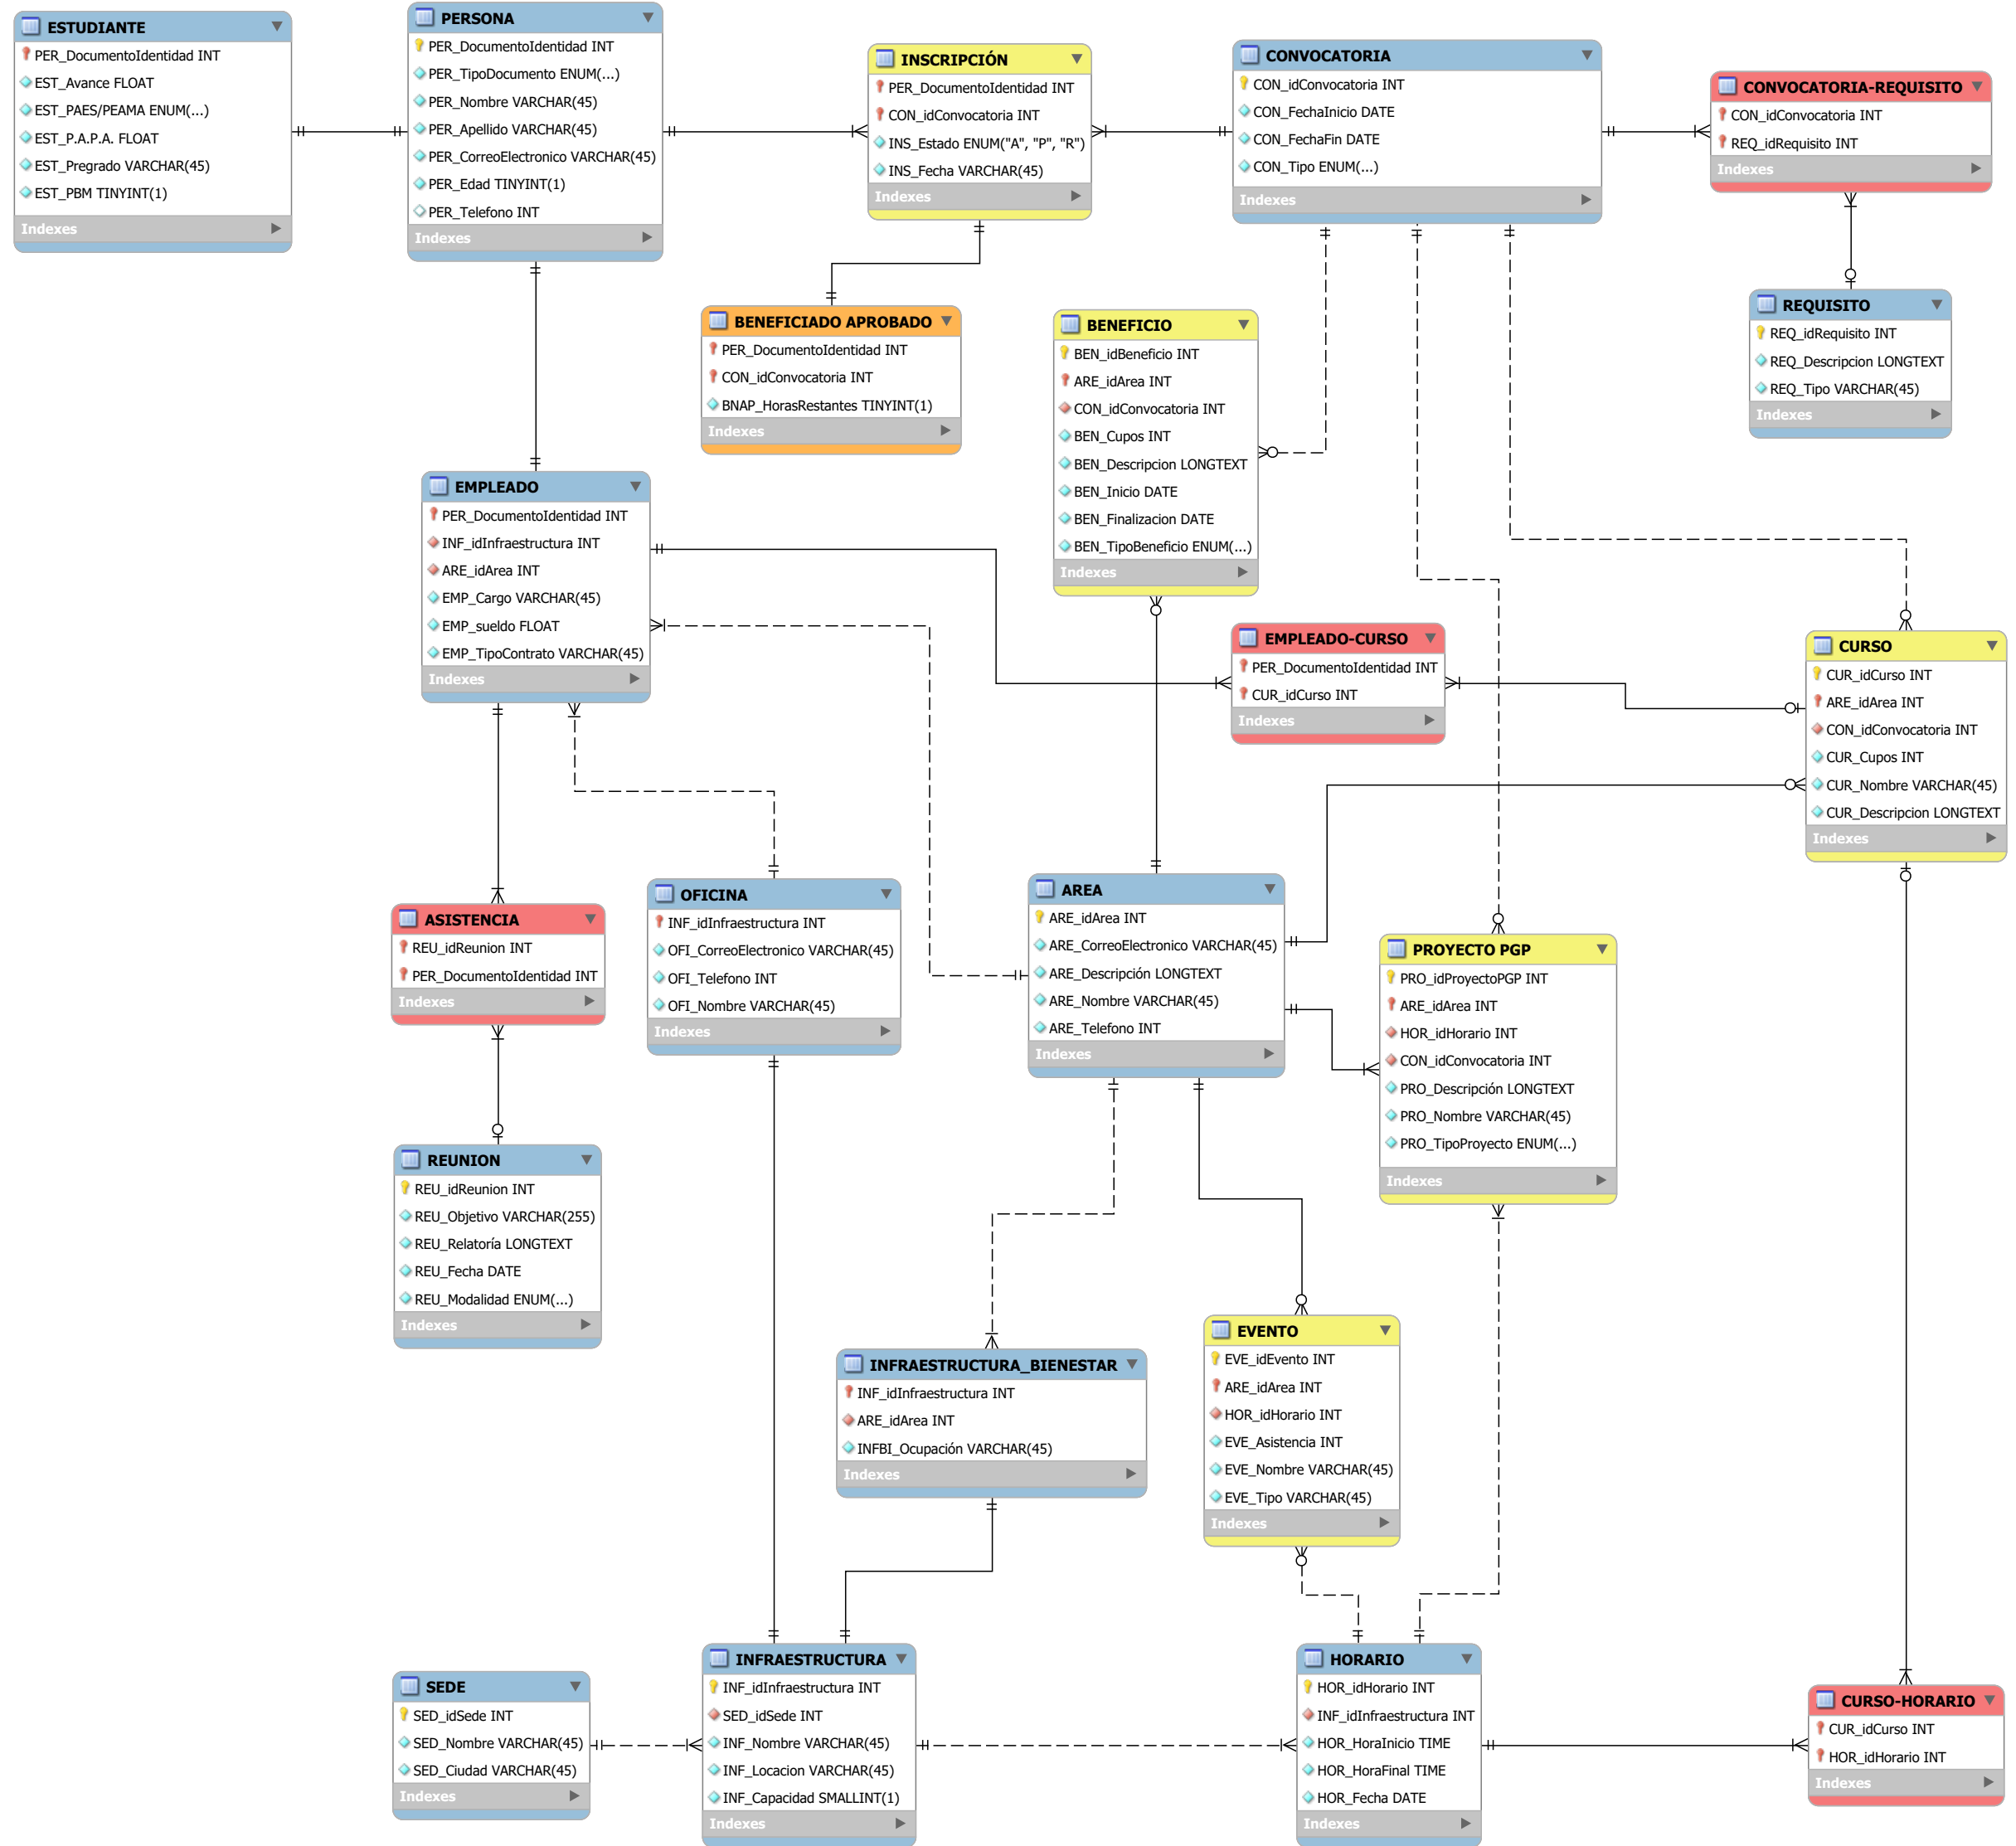 ESTUDIANTE
PER_DocumentoIdentidad INT
EST_Avance FLOAT
EST_PAES/PEAMA ENUM(...)
EST_P.A.P.A. FLOAT
EST_Pregrado VARCHAR(45)
EST_PBM TINYINT(1)
Indexes
PERSONA
PER_DocumentoIdentidad INT
PER_TipoDocumento ENUM(...)
PER_Nombre VARCHAR(45)
PER_Apellido VARCHAR(45)
PER_CorreoElectronico VARCHAR(45)
PER_Edad TINYINT(1)
PER_Telefono INT
Indexes
INSCRIPCIÓN
PER_DocumentoIdentidad INT
CON_idConvocatoria INT
INS_Estado ENUM("A", "P", "R")
INS_Fecha VARCHAR(45)
Indexes
CONVOCATORIA
CON_idConvocatoria INT
CON_FechaInicio DATE
CON_FechaFin DATE
CON_Tipo ENUM(...)
Indexes
CONVOCATORIA-REQUISITO
CON_idConvocatoria INT
REQ_idRequisito INT
Indexes
BENEFICIADO APROBADO
PER_DocumentoIdentidad INT
CON_idConvocatoria INT
BNAP_HorasRestantes TINYINT(1)
Indexes
BENEFICIO
BEN_idBeneficio INT
ARE_idArea INT
CON_idConvocatoria INT
BEN_Cupos INT
BEN_Descripcion LONGTEXT
BEN_Inicio DATE
BEN_Finalizacion DATE
BEN_TipoBeneficio ENUM(...)
Indexes
REQUISITO
REQ_idRequisito INT
REQ_Descripcion LONGTEXT
REQ_Tipo VARCHAR(45)
Indexes
EMPLEADO
PER_DocumentoIdentidad INT
INF_idInfraestructura INT
ARE_idArea INT
EMP_Cargo VARCHAR(45)
EMP_sueldo FLOAT
EMP_TipoContrato VARCHAR(45)
Indexes
EMPLEADO-CURSO
PER_DocumentoIdentidad INT
CUR_idCurso INT
Indexes
CURSO
CUR_idCurso INT
ARE_idArea INT
CON_idConvocatoria INT
CUR_Cupos INT
CUR_Nombre VARCHAR(45)
CUR_Descripcion LONGTEXT
Indexes
ASISTENCIA
REU_idReunion INT
PER_DocumentoIdentidad INT
Indexes
OFICINA
INF_idInfraestructura INT
OFI_CorreoElectronico VARCHAR(45)
OFI_Telefono INT
OFI_Nombre VARCHAR(45)
Indexes
AREA
ARE_idArea INT
ARE_CorreoElectronico VARCHAR(45)
ARE_Descripción LONGTEXT
ARE_Nombre VARCHAR(45)
ARE_Telefono INT
Indexes
PROYECTO PGP
PRO_idProyectoPGP INT
ARE_idArea INT
HOR_idHorario INT
CON_idConvocatoria INT
PRO_Descripción LONGTEXT
PRO_Nombre VARCHAR(45)
PRO_TipoProyecto ENUM(...)
Indexes
REUNION
REU_idReunion INT
REU_Objetivo VARCHAR(255)
REU_Relatoría LONGTEXT
REU_Fecha DATE
REU_Modalidad ENUM(...)
Indexes
INFRAESTRUCTURA_BIENESTAR
INF_idInfraestructura INT
ARE_idArea INT
INFBI_Ocupación VARCHAR(45)
Indexes
EVENTO
EVE_idEvento INT
ARE_idArea INT
HOR_idHorario INT
EVE_Asistencia INT
EVE_Nombre VARCHAR(45)
EVE_Tipo VARCHAR(45)
Indexes
SEDE
SED_idSede INT
SED_Nombre VARCHAR(45)
SED_Ciudad VARCHAR(45)
Indexes
INFRAESTRUCTURA
INF_idInfraestructura INT
SED_idSede INT
INF_Nombre VARCHAR(45)
INF_Locacion VARCHAR(45)
INF_Capacidad SMALLINT(1)
Indexes
HORARIO
HOR_idHorario INT
INF_idInfraestructura INT
HOR_HoraInicio TIME
HOR_HoraFinal TIME
HOR_Fecha DATE
Indexes
CURSO-HORARIO
CUR_idCurso INT
HOR_idHorario INT
Indexes